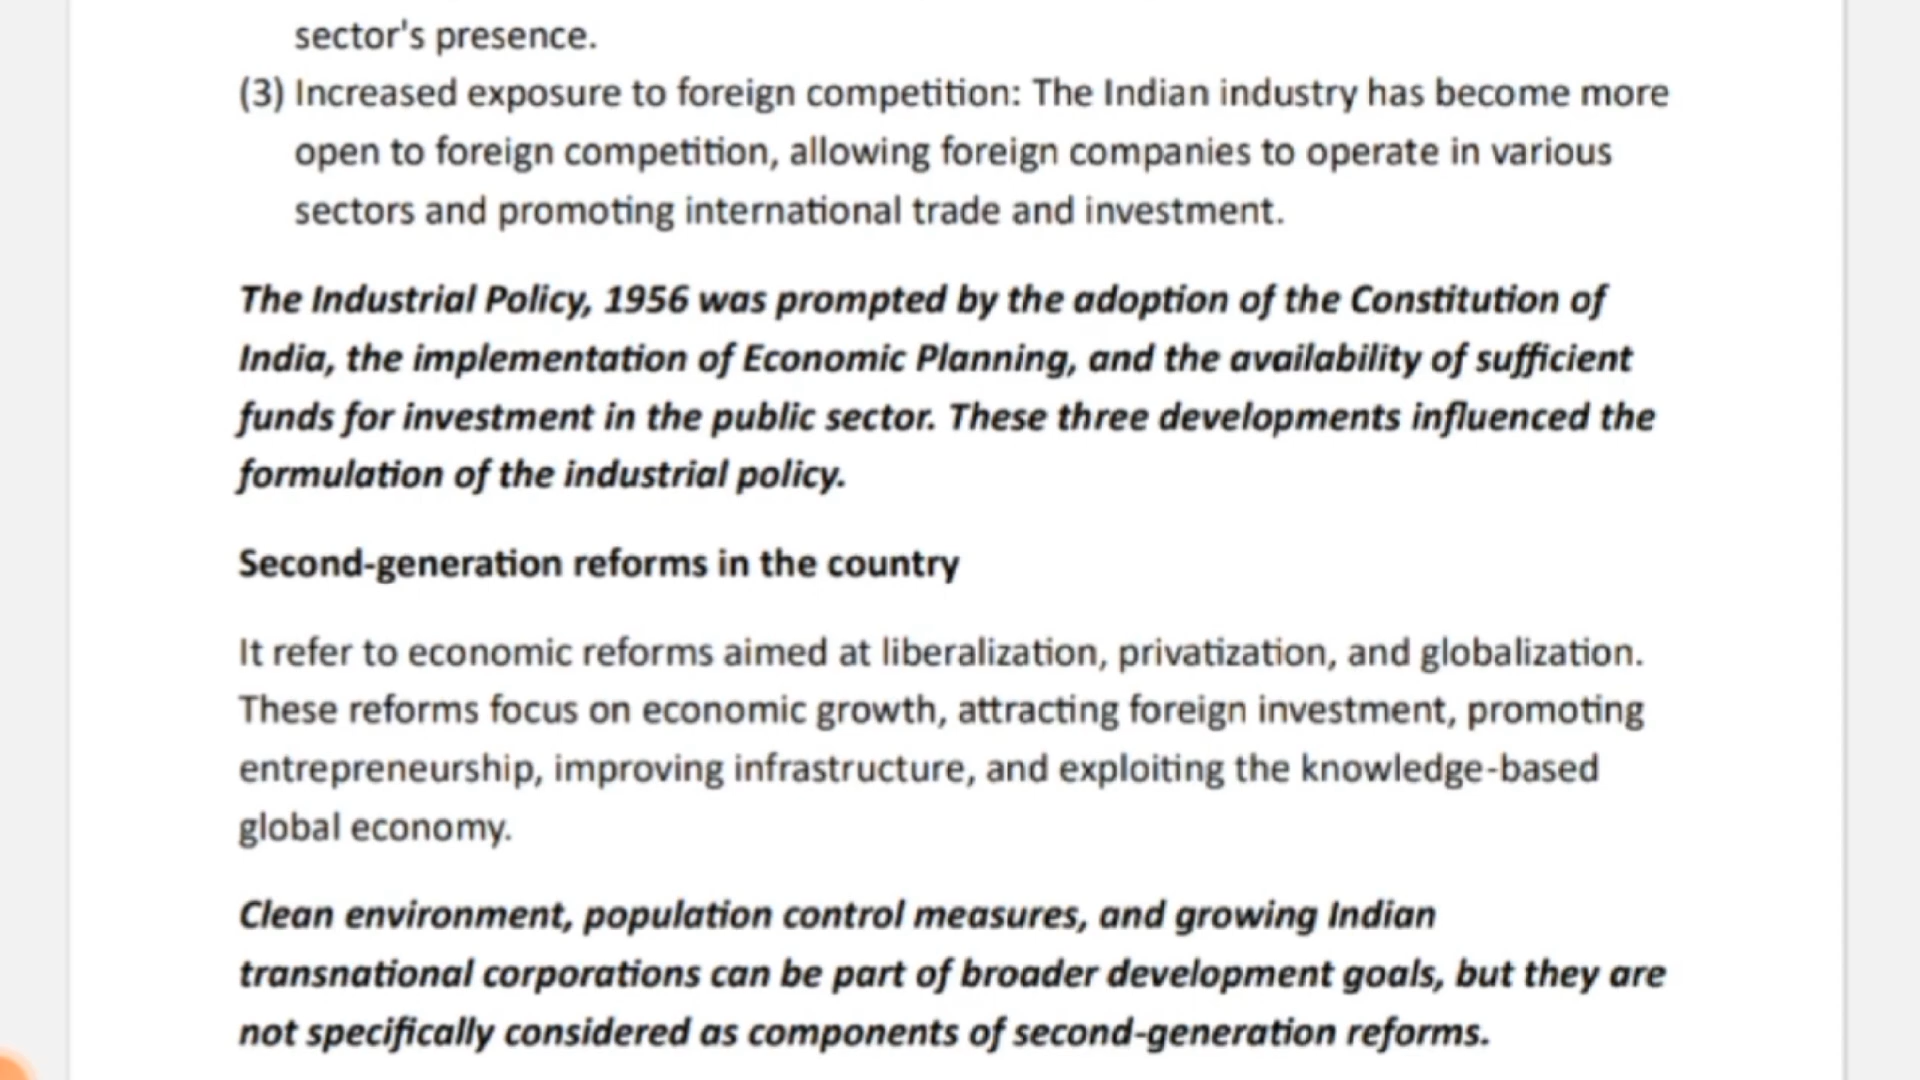 sector's presence.
(3) Increased exposure to foreign competition: The Indian industry has become more
open to foreign competition, allowing foreign companies to operate in various
sectors and promoting international trade and investment.
The Industrial Policy, 1956 was prompted by the adoption of the Constitution of
India, the implementation of Economic Planning, and the availability of sufficient
funds for investment in the public sector. These three developments influenced the
formulation of the industrial policy.
Second-generation reforms in the country
It refer to economic reforms aimed at liberalization, privatization, and globalization.
These reforms focus on economic growth, attracting foreign investment, promoting
entrepreneurship, improving infrastructure, and exploiting the knowledge-based
global economy.
Clean environment, population control measures, and growing Indian
transnational corporations can be part of broader development goals, but they are
not specifically considered as components of second-generation reforms.